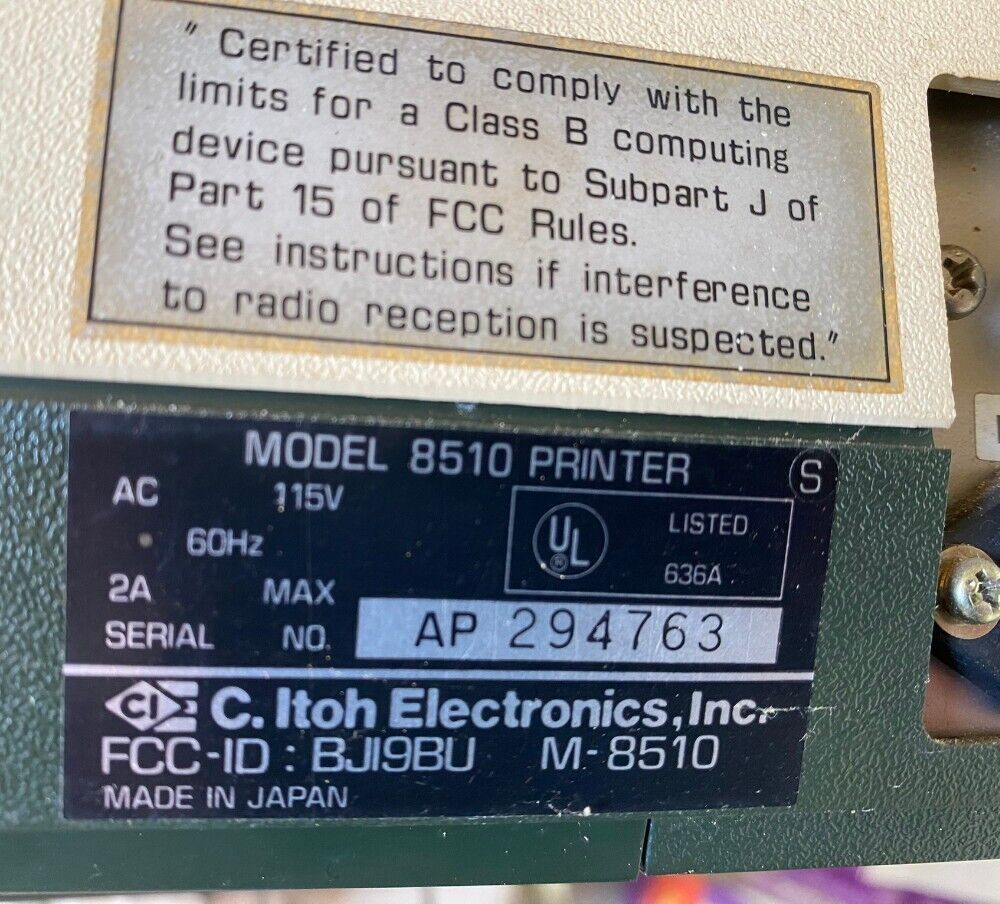 "Certified to comply with the
limits for a Class B computing
device pursuant to Subpart J of
Part 15 of FCC Rules.
See instructions if interference
to radio reception is suspected."
MODEL 8510 PRINTER S
AC 115V
60Hz
2A MAX
UL LISTED
636A
SERIAL NO. AP 294763
CI C. Itoh Electronics, Inc.
FCC-ID : BJI9BU M-8510
MADE IN JAPAN